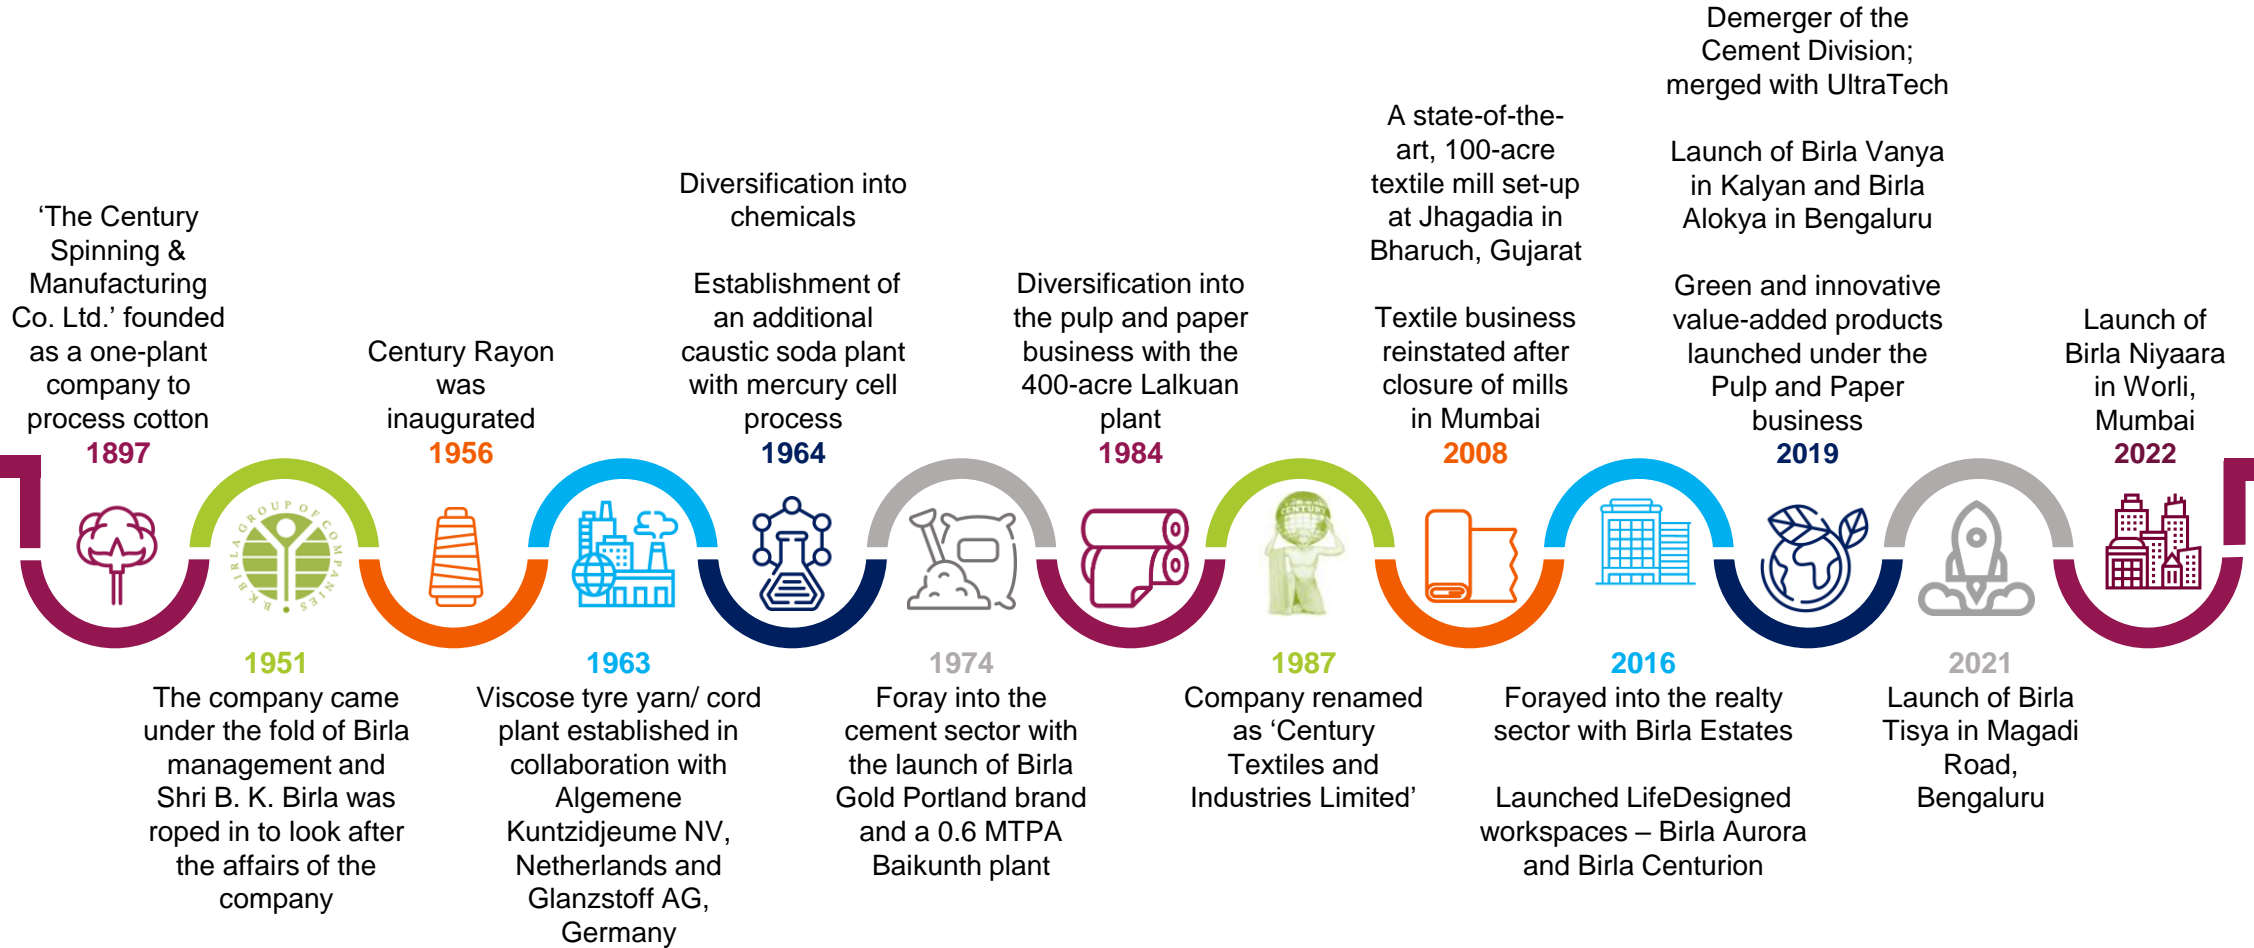 ‘The Century
Spinning &
Manufacturing
Co. Ltd.’ founded
as a one-plant
company to
process cotton
1897
B.K.BIRLA GROUP OF COMPANIES
1951
The company came
under the fold of Birla
management and
Shri B. K. Birla was
roped in to look after
the affairs of the
company
Century Rayon
was
inaugurated
1956
1963
Viscose tyre yarn/ cord
plant established in
collaboration with
Algemene
Kuntzidjeume NV,
Netherlands and
Glanzstoff AG,
Germany
Diversification into
chemicals
Establishment of
an additional
caustic soda plant
with mercury cell
process
1964
1974
Foray into the
cement sector with
the launch of Birla
Gold Portland brand
and a 0.6 MTPA
Baikunth plant
Diversification into
the pulp and paper
business with the
400-acre Lalkuan
plant
1984
CENTURY
1987
Company renamed
as ‘Century
Textiles and
Industries Limited’
A state-of-the-
art, 100-acre
textile mill set-up
at Jhagadia in
Bharuch, Gujarat
Textile business
reinstated after
closure of mills
in Mumbai
2008
2016
Forayed into the realty
sector with Birla Estates
Launched LifeDesigned
workspaces – Birla Aurora
and Birla Centurion
Demerger of the
Cement Division;
merged with UltraTech
Launch of Birla Vanya
in Kalyan and Birla
Alokya in Bengaluru
Green and innovative
value-added products
launched under the
Pulp and Paper
business
2019
2021
Launch of Birla
Tisya in Magadi
Road,
Bengaluru
Launch of
Birla Niyaara
in Worli,
Mumbai
2022